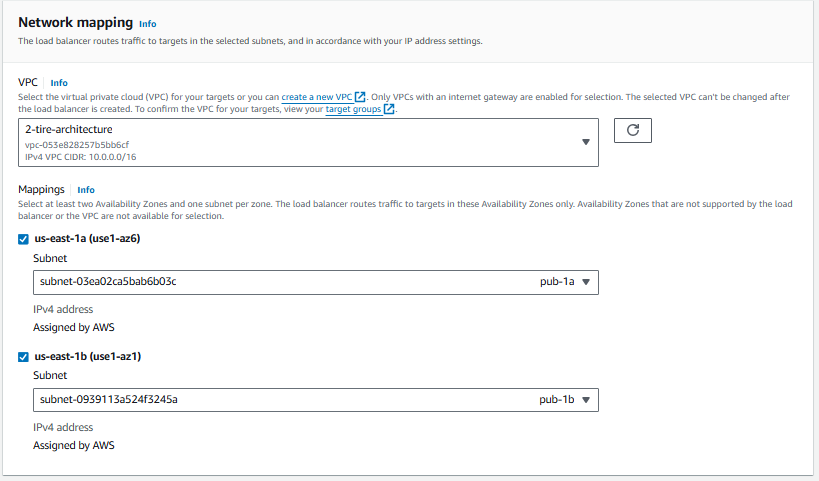 Network mapping Info
The load balancer routes traffic to targets in the selected subnets, and in accordance with your IP address settings.
VPC Info
Select the virtual private cloud (VPC) for your targets or you can create a new VPC. Only VPCs with an internet gateway are enabled for selection. The selected VPC can't be changed after
the load balancer is created. To confirm the VPC for your targets, view your target groups.
2-tire-architecture
vpc-053e828257b5bb6cf
IPv4 VPC CIDR: 10.0.0.0/16
Mappings Info
Select at least two Availability Zones and one subnet per zone. The load balancer routes traffic to targets in these Availability Zones only. Availability Zones that are not supported by the load
balancer or the VPC are not available for selection.
us-east-1a (use1-az6)
Subnet
subnet-03ea02ca5bab6b03c pub-1a
IPv4 address
Assigned by AWS
us-east-1b (use1-az1)
Subnet
subnet-0939113a524f3245a pub-1b
IPv4 address
Assigned by AWS